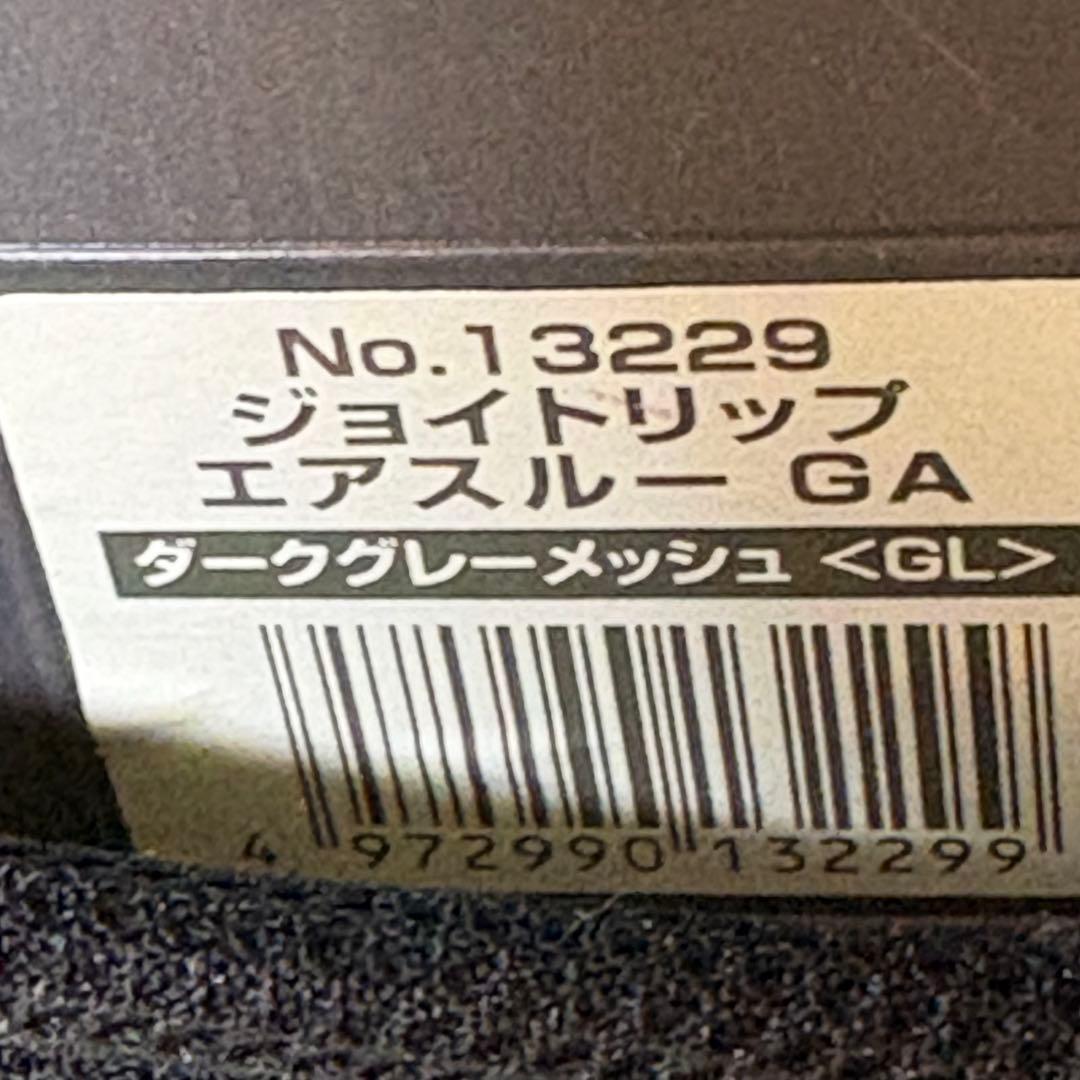 No.13229
ジョイトリップ
エアスルー GA
ダークグレーメッシュ <GL>
4 972990 132299